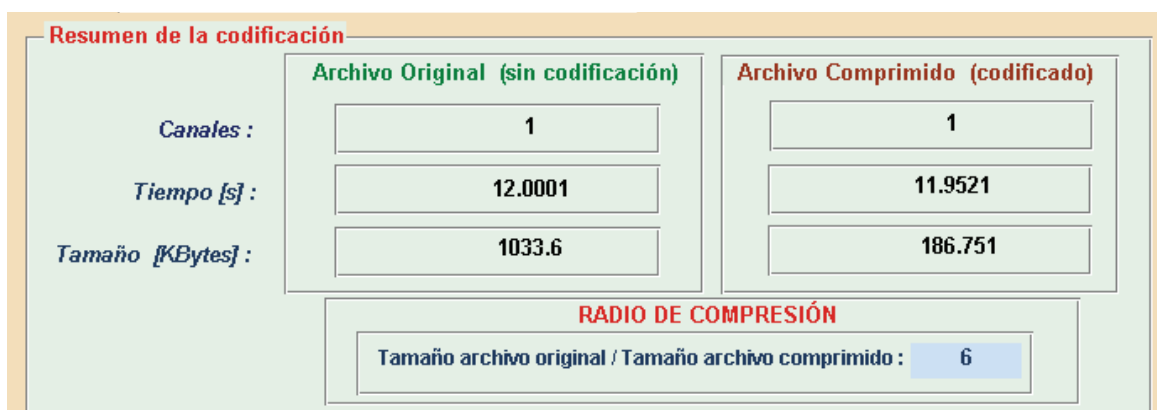 Resumen de la codificación
Archivo Original (sin codificación) Archivo Comprimido (codificado)
Canales : 1 1
Tiempo [s] : 12.0001 11.9521
Tamaño [KBytes] : 1033.6 186.751
RADIO DE COMPRESIÓN
Tamaño archivo original / Tamaño archivo comprimido : 6